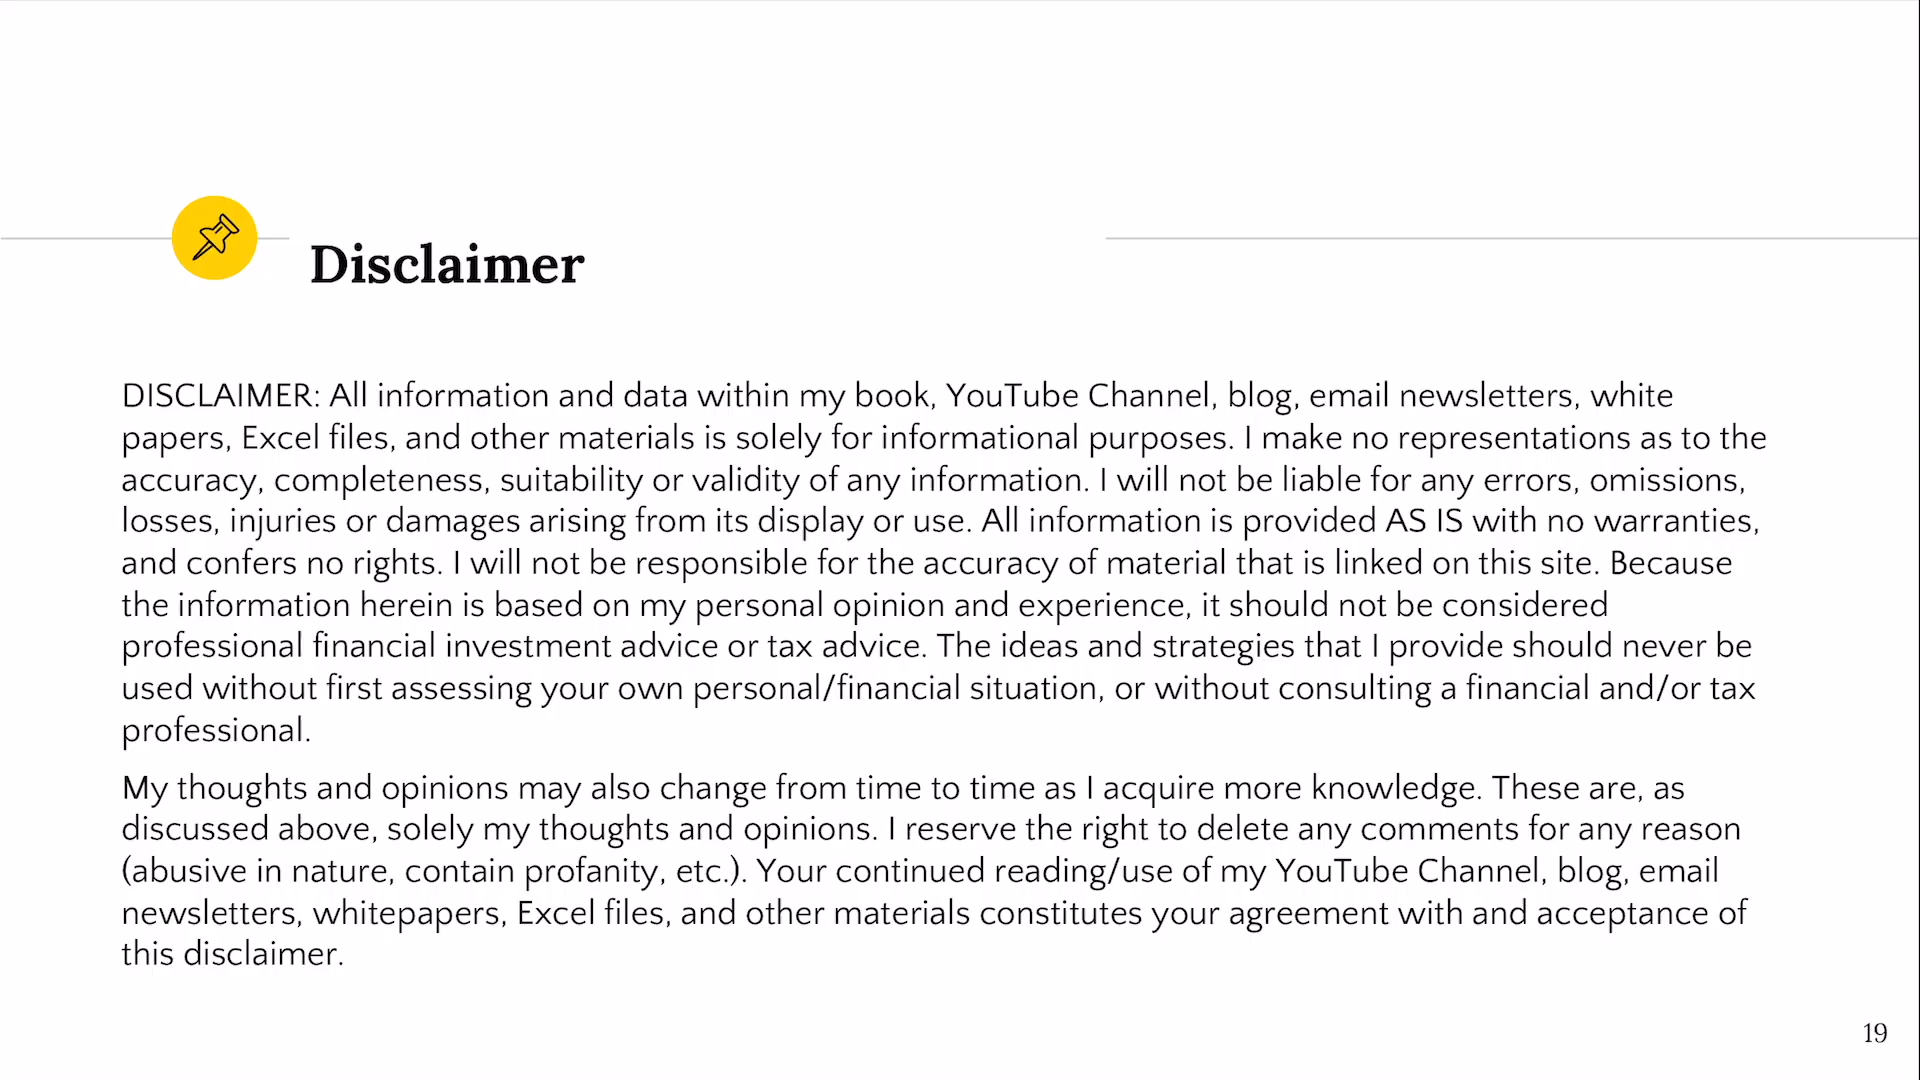 Disclaimer
DISCLAIMER: All information and data within my book, YouTube Channel, blog, email newsletters, white
papers, Excel files, and other materials is solely for informational purposes. I make no representations as to the
accuracy, completeness, suitability or validity of any information. I will not be liable for any errors, omissions,
losses, injuries or damages arising from its display or use. All information is provided AS IS with no warranties,
and confers no rights. I will not be responsible for the accuracy of material that is linked on this site. Because
the information herein is based on my personal opinion and experience, it should not be considered
professional financial investment advice or tax advice. The ideas and strategies that I provide should never be
used without first assessing your own personal/financial situation, or without consulting a financial and/or tax
professional.
My thoughts and opinions may also change from time to time as I acquire more knowledge. These are, as
discussed above, solely my thoughts and opinions. I reserve the right to delete any comments for any reason
(abusive in nature, contain profanity, etc.). Your continued reading/use of my YouTube Channel, blog, email
newsletters, whitepapers, Excel files, and other materials constitutes your agreement with and acceptance of
this disclaimer.
19